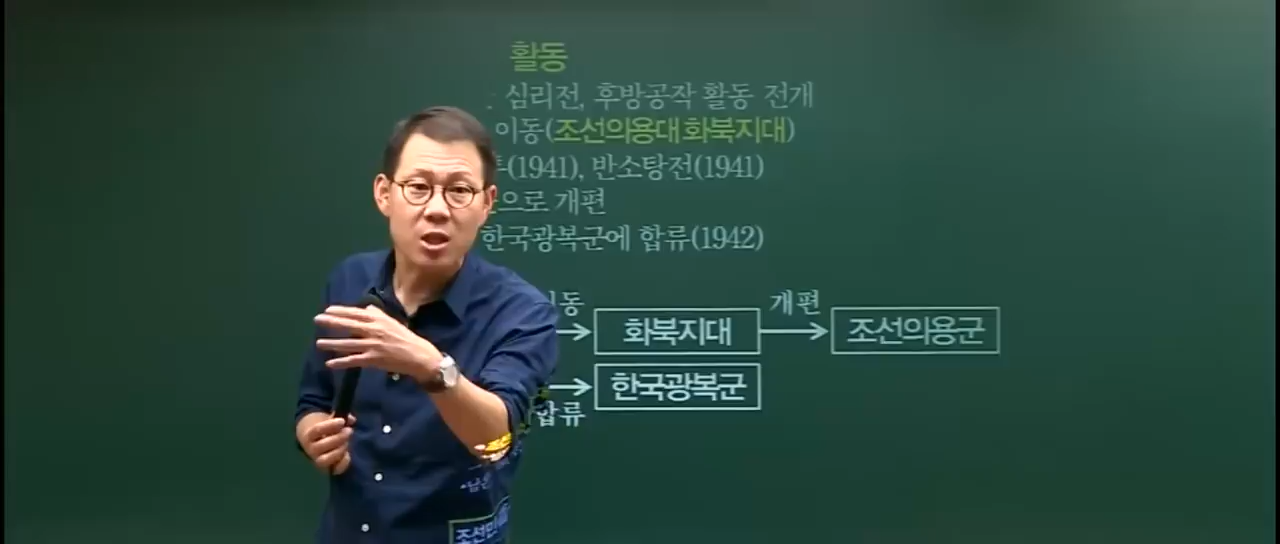 활동
심리전, 후방공작 활동 전개
이동(조선의용대 화북지대)
(1941), 반소탕전(1941)
으로 개편
한국광복군에 합류(1942)
이동
화북지대
개편
조선의용군
한국광복군
합류